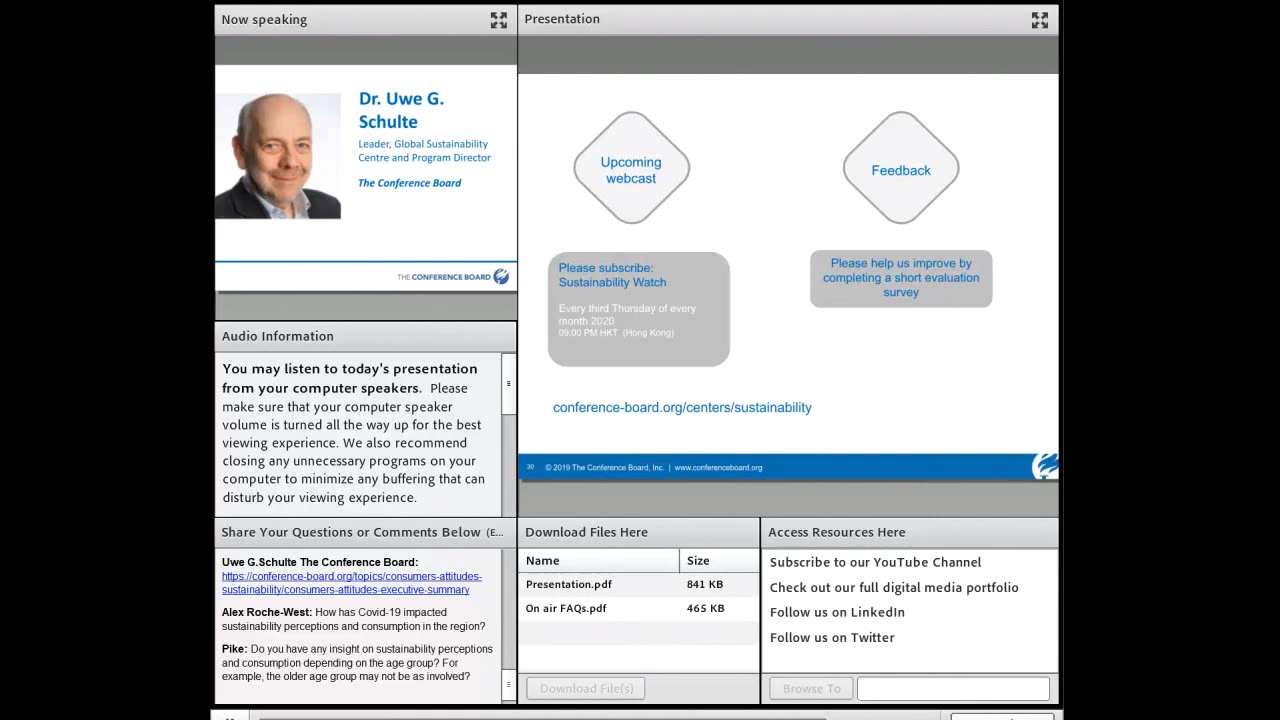 Now speaking
Dr. Uwe G.
Schulte
Leader, Global Sustainability
Centre and Program Director
The Conference Board
THE CONFERENCE BOARD
Audio Information
You may listen to today's presentation
from your computer speakers. Please
make sure that your computer speaker
volume is turned all the way up for the best
viewing experience. We also recommend
closing any unnecessary programs on your
computer to minimize any buffering that can
disturb your viewing experience.
Share Your Questions or Comments Below (E...
Uwe G.Schulte The Conference Board:
https://conference-board.org/topics/consumers-attitudes-
sustainability/consumers-attitudes-executive-summary
Alex Roche-West: How has Covid-19 impacted
sustainability perceptions and consumption in the region?
Pike: Do you have any insight on sustainability perceptions
and consumption depending on the age group? For
example, the older age group may not be as involved?
Presentation
Upcoming
webcast
Feedback
Please subscribe:
Sustainability Watch
Every third Thursday of every
month 2020
09:00 PM HKT (Hong Kong)
Please help us improve by
completing a short evaluation
survey
conference-board.org/centers/sustainability
30 © 2019 The Conference Board, Inc. | www.conferenceboard.org
Download Files Here
Name Size
Presentation.pdf 841 KB
On air FAQs.pdf 465 KB
Download File(s)
Access Resources Here
Subscribe to our YouTube Channel
Check out our full digital media portfolio
Follow us on LinkedIn
Follow us on Twitter
Browse To